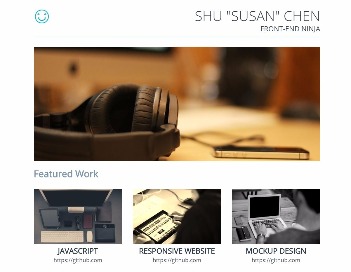 SHU "SUSAN" CHEN
FRONT-END NINJA
Featured Work
JAVASCRIPT
RESPONSIVE WEBSITE
MOCKUP DESIGN
https://github.com
https://github.com
https://github.com